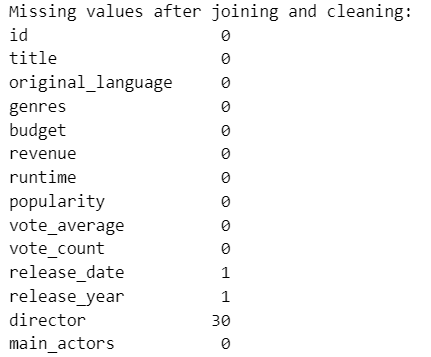 Missing values after joining and cleaning:
id 0
title 0
original_language 0
genres 0
budget 0
revenue 0
runtime 0
popularity 0
vote_average 0
vote_count 0
release_date 1
release_year 1
director 30
main_actors 0